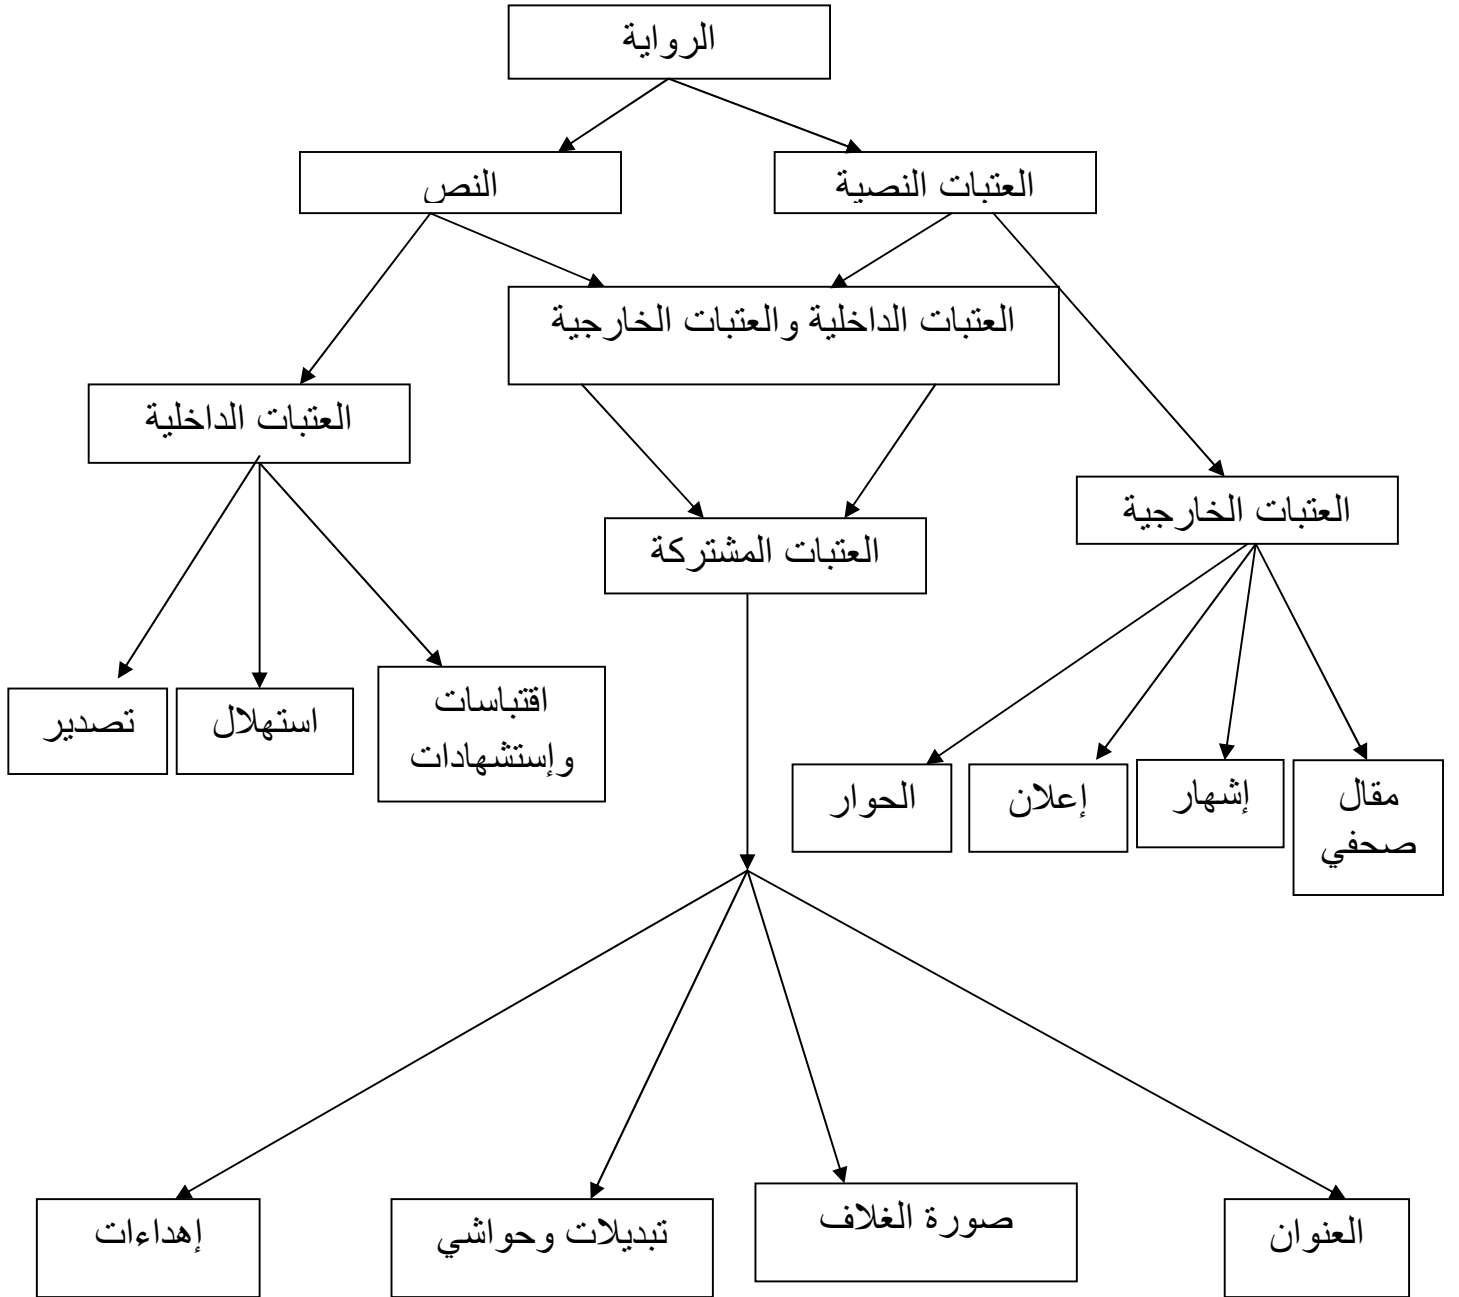 الرواية
العتبات النصية
النص
العتبات الداخلية والعتبات الخارجية
العتبات الداخلية
العتبات الخارجية
العتبات المشتركة
اقتباسات
وإستشهادات
استهلال
تصدير
مقال
صحفي
إشهار
إعلان
الحوار
العنوان
صورة الغلاف
تبديلات وحواشي
إهداءات